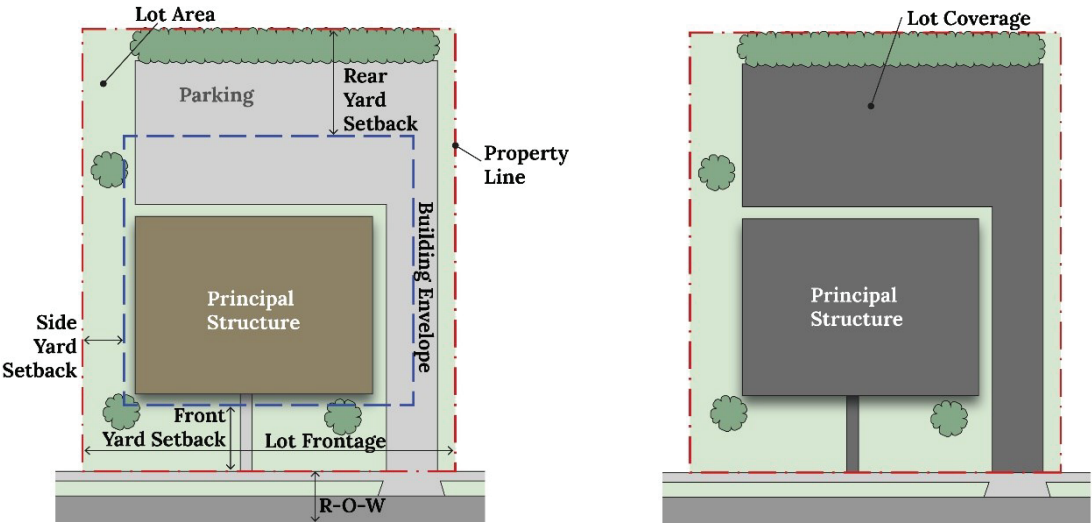 Lot Area
Rear
Yard
Setback
Parking
Property
Line
Building Envelope
Principal
Structure
Side
Yard
Setback
Front
Yard Setback
Lot Frontage
R-O-W
Lot Coverage
Principal
Structure